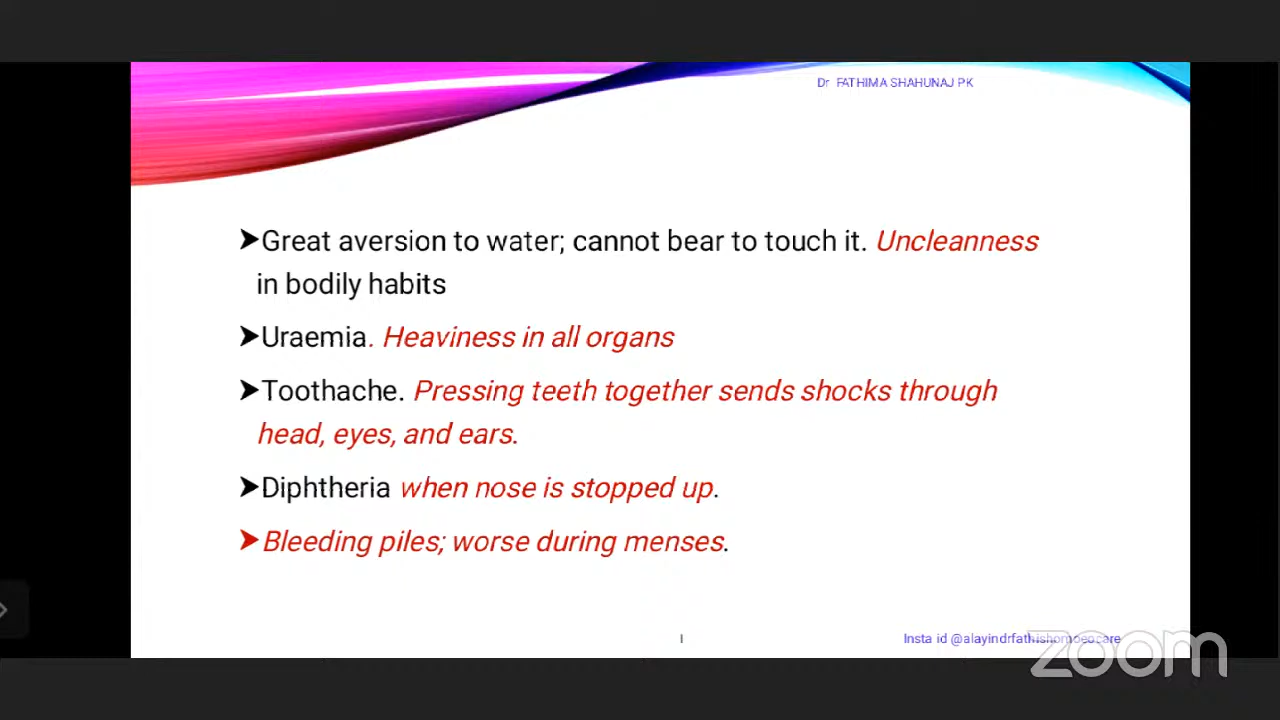 Dr FATHIMA SHAHUNAJ PK
➤Great aversion to water; cannot bear to touch it. Uncleanness
in bodily habits
➤Uraemia. Heaviness in all organs
➤Toothache. Pressing teeth together sends shocks through
head, eyes, and ears.
➤Diphtheria when nose is stopped up.
➤Bleeding piles; worse during menses.
Insta id @alayindrfathishomoeocare
zoom